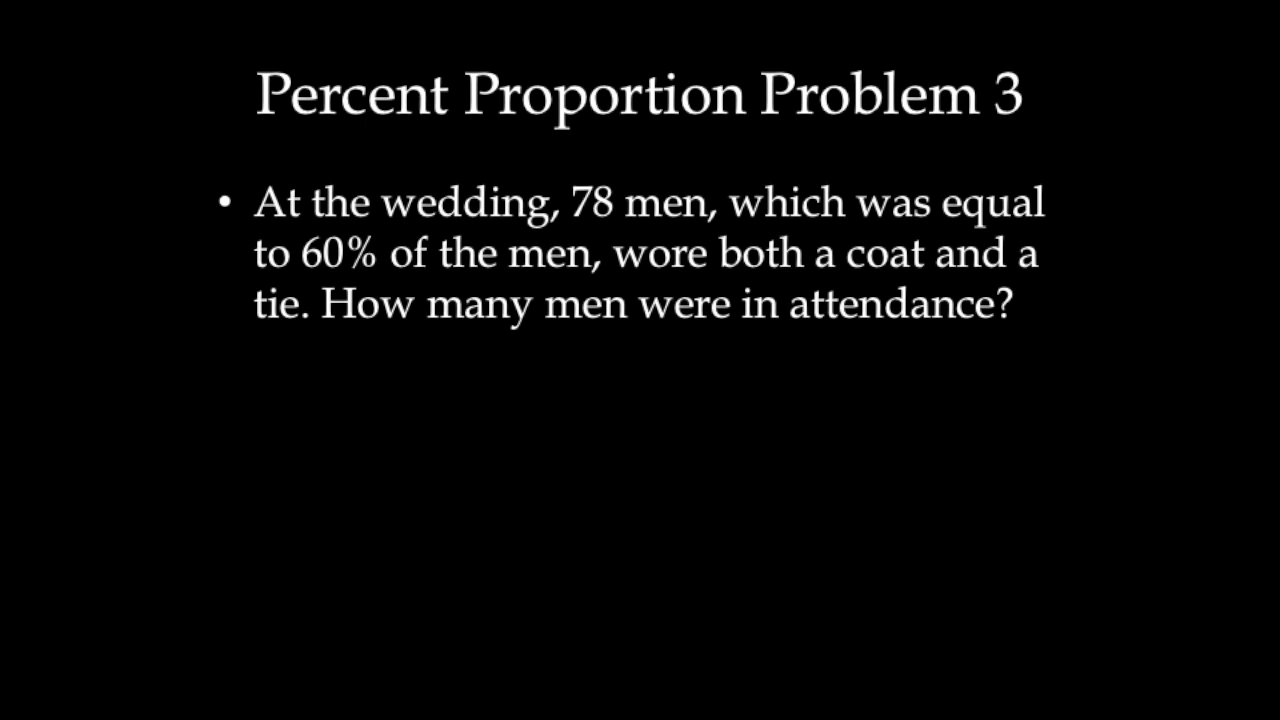 Percent Proportion Problem 3
• At the wedding, 78 men, which was equal
to 60% of the men, wore both a coat and a
tie. How many men were in attendance?